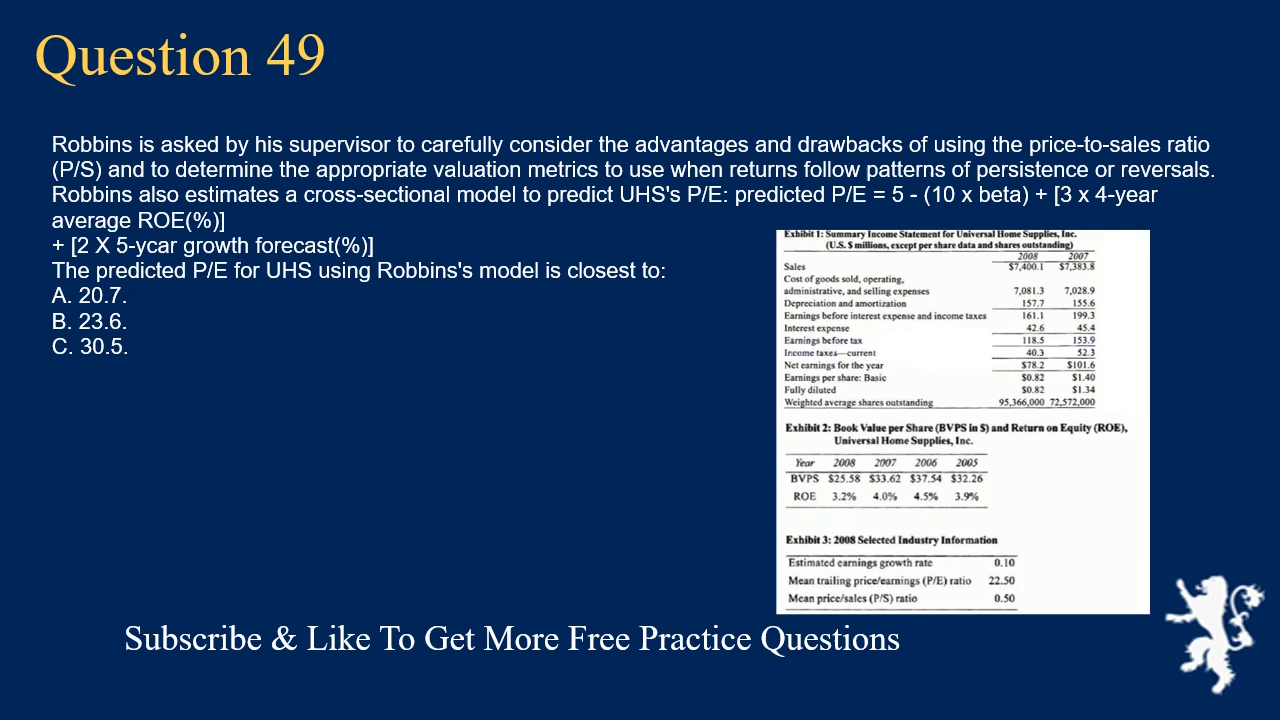 Question 49
Robbins is asked by his supervisor to carefully consider the advantages and drawbacks of using the price-to-sales ratio
(P/S) and to determine the appropriate valuation metrics to use when returns follow patterns of persistence or reversals.
Robbins also estimates a cross-sectional model to predict UHS's P/E: predicted P/E = 5 - (10 x beta) + [3 x 4-year
average ROE(%)]
+ [2 X 5-ycar growth forecast(%)]
The predicted P/E for UHS using Robbins's model is closest to:
A. 20.7.
B. 23.6.
C. 30.5.
Exhibit 1: Summary Income Statement for Universal Home Supplies, Inc.
(U.S. $ millions, except per share data and shares outstanding)
2008 2007
Sales $7,400.1 $7,383.8
Cost of goods sold, operating,
administrative, and selling expenses 7,081.3 7,028.9
Depreciation and amortization 157.7 155.6
Earnings before interest expense and income taxes 161.1 199.3
Interest expense 42.6 45.4
Earnings before tax 118.5 153.9
Income taxes—current 40.3 52.3
Net earnings for the year $78.2 $101.6
Earnings per share: Basic $0.82 $1.40
Fully diluted $0.82 $1.34
Weighted average shares outstanding 95,366,000 72,572,000
Exhibit 2: Book Value per Share (BVPS in $) and Return on Equity (ROE),
Universal Home Supplies, Inc.
Year 2008 2007 2006 2005
BVPS $25.58 $33.62 $37.54 $32.26
ROE 3.2% 4.0% 4.5% 3.9%
Exhibit 3: 2008 Selected Industry Information
Estimated earnings growth rate 0.10
Mean trailing price/earnings (P/E) ratio 22.50
Mean price/sales (P/S) ratio 0.50
Subscribe & Like To Get More Free Practice Questions